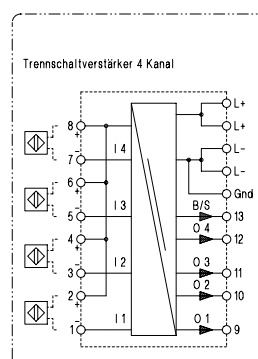 Trennschaltverstärker 4 Kanal
L+
8
L+
+
I 4
L-
7
6
L-
+
Gnd
I 3
B/S
5
13
O 4
4
12
+
I 2
O 3
3
11
O 2
2
10
+
I 1
O 1
1
9